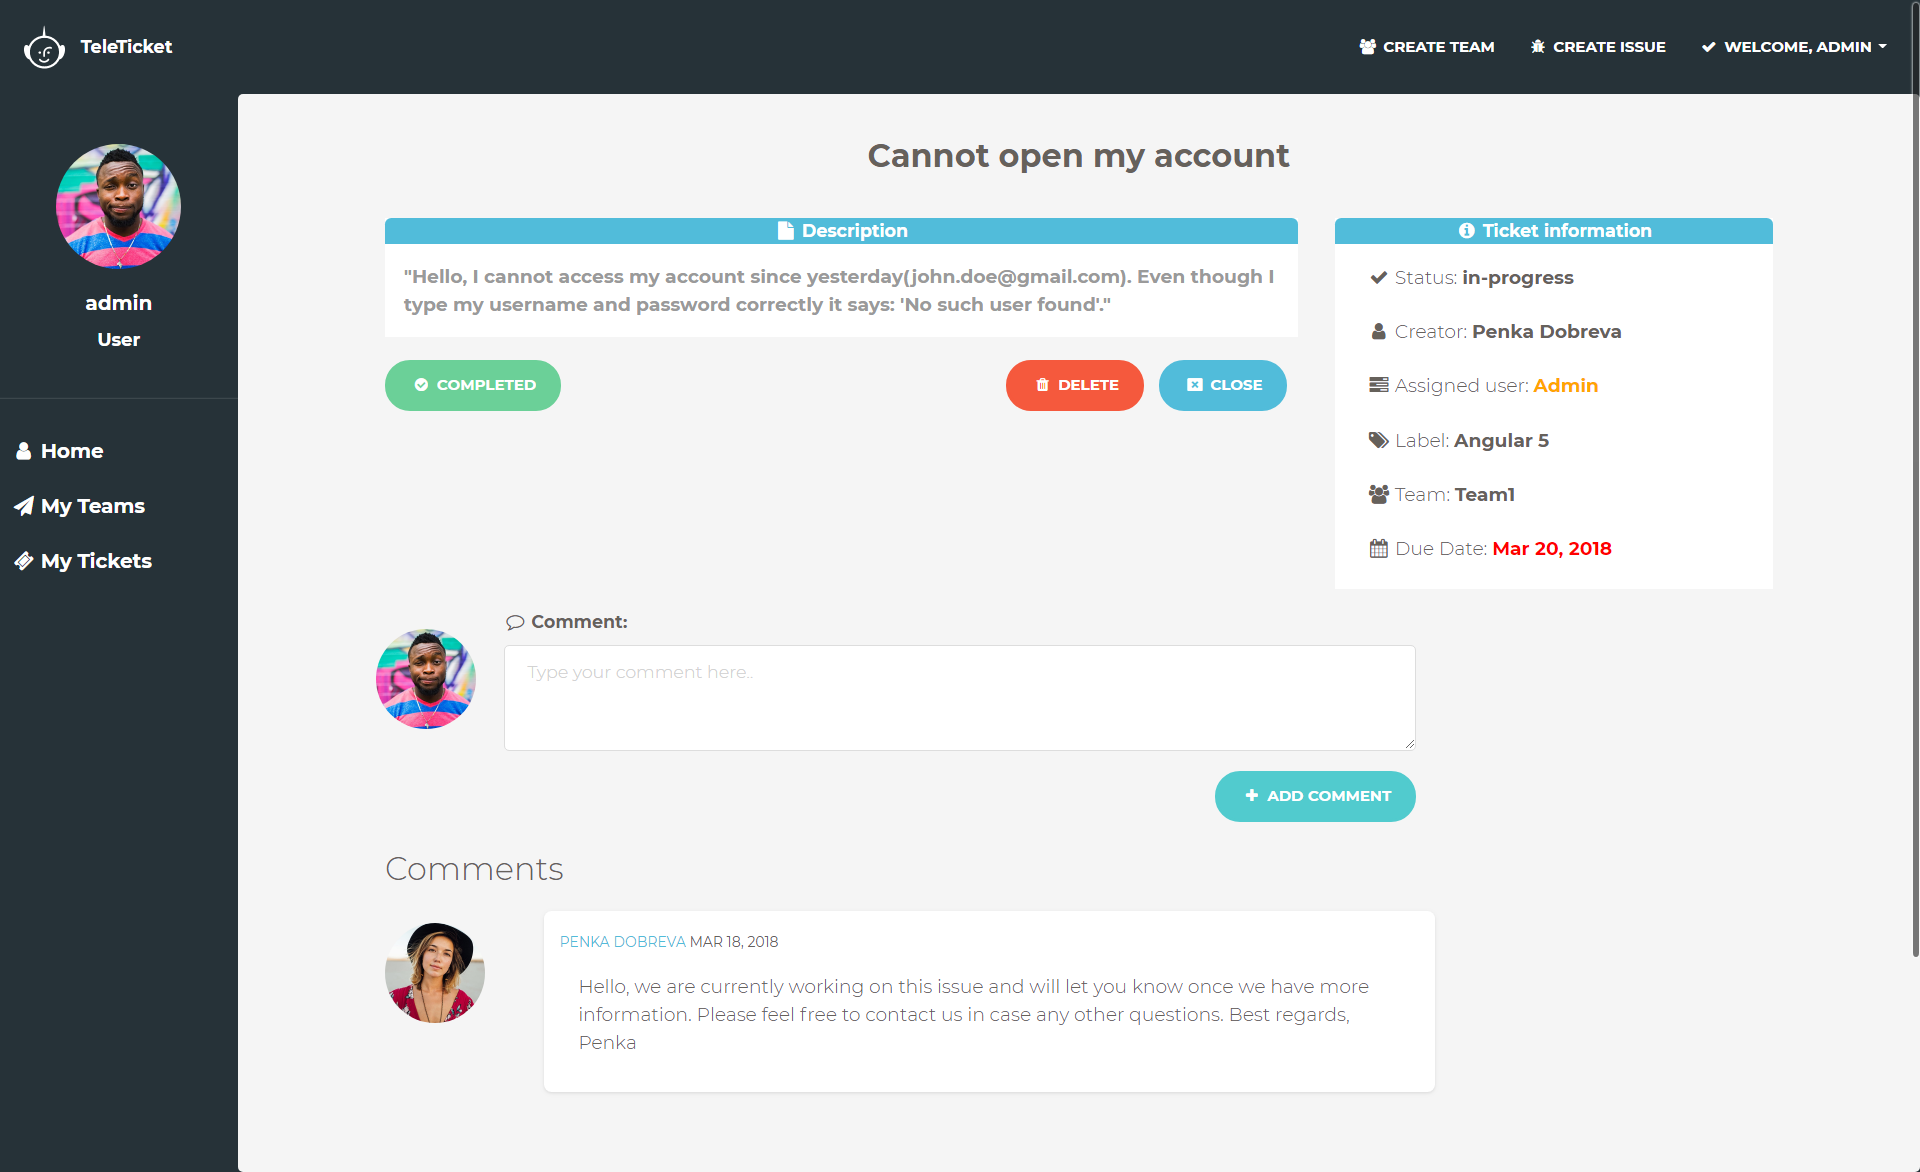 TeleTicket
CREATE TEAM
CREATE ISSUE
WELCOME, ADMIN
admin
User
Home
My Teams
My Tickets
Cannot open my account
Description
"Hello, I cannot access my account since yesterday(john.doe@gmail.com). Even though I
type my username and password correctly it says: 'No such user found'."
COMPLETED
DELETE
CLOSE
Ticket information
Status: in-progress
Creator: Penka Dobreva
Assigned user: Admin
Label: Angular 5
Team: Team1
Due Date: Mar 20, 2018
Comment:
Type your comment here..
ADD COMMENT
Comments
PENKA DOBREVA MAR 18, 2018
Hello, we are currently working on this issue and will let you know once we have more
information. Please feel free to contact us in case any other questions. Best regards,
Penka